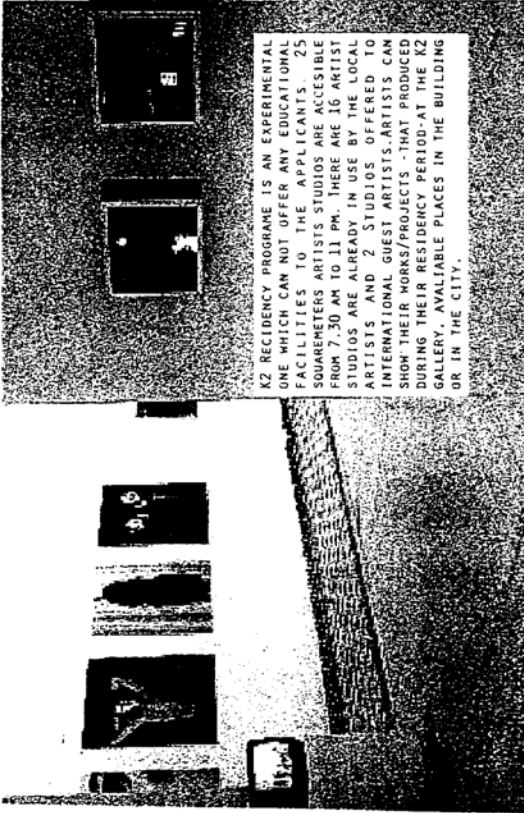 K2 RECIDENCY PROGRAME IS AN EXPERIMENTAL
ONE WHICH CAN NOT OFFER ANY EDUCATIONAL
FACILITIES TO THE APPLICANTS. 25
SQUAREMETERS ARTISTS STUDIOS ARE ACCESIBLE
FROM 7.30 AM TO 11 PM. THERE ARE 16 ARTIST
STUDIOS ARE ALREADY IN USE BY THE LOCAL
ARTISTS AND 2 STUDIOS OFFERED TO
INTERNATIONAL GUEST ARTISTS.ARTISTS CAN
SHOW THEIR WORKS/PROJECTS -THAT PRODUCED
DURING THEIR RESIDENCY PERIOD-AT THE K2
GALLERY, AVALIABLE PLACES IN THE BUILDING
OR IN THE CITY.